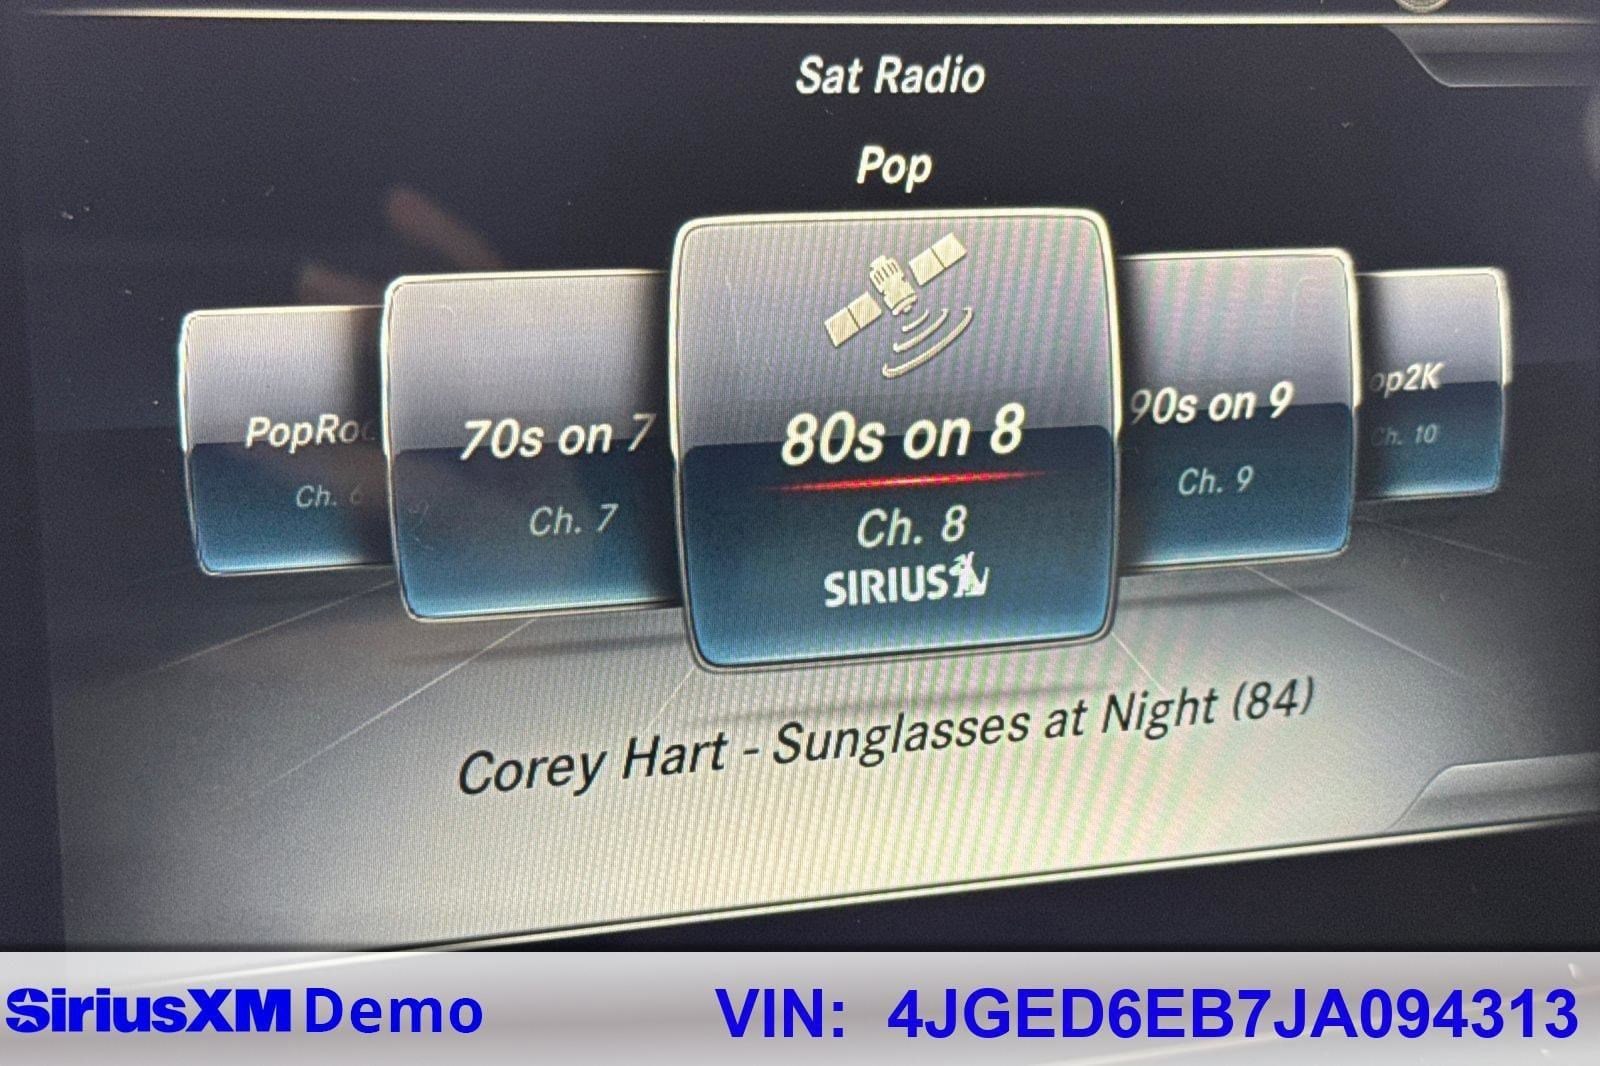 Sat Radio
Pop
PopRo
Ch. 6
70s on 7
Ch. 7
80s on 8
Ch. 8
SIRIUS
90s on 9
Ch. 9
op2K
Ch. 10
Corey Hart - Sunglasses at Night (84)
SiriusXM Demo
VIN: 4JGED6EB7JA094313